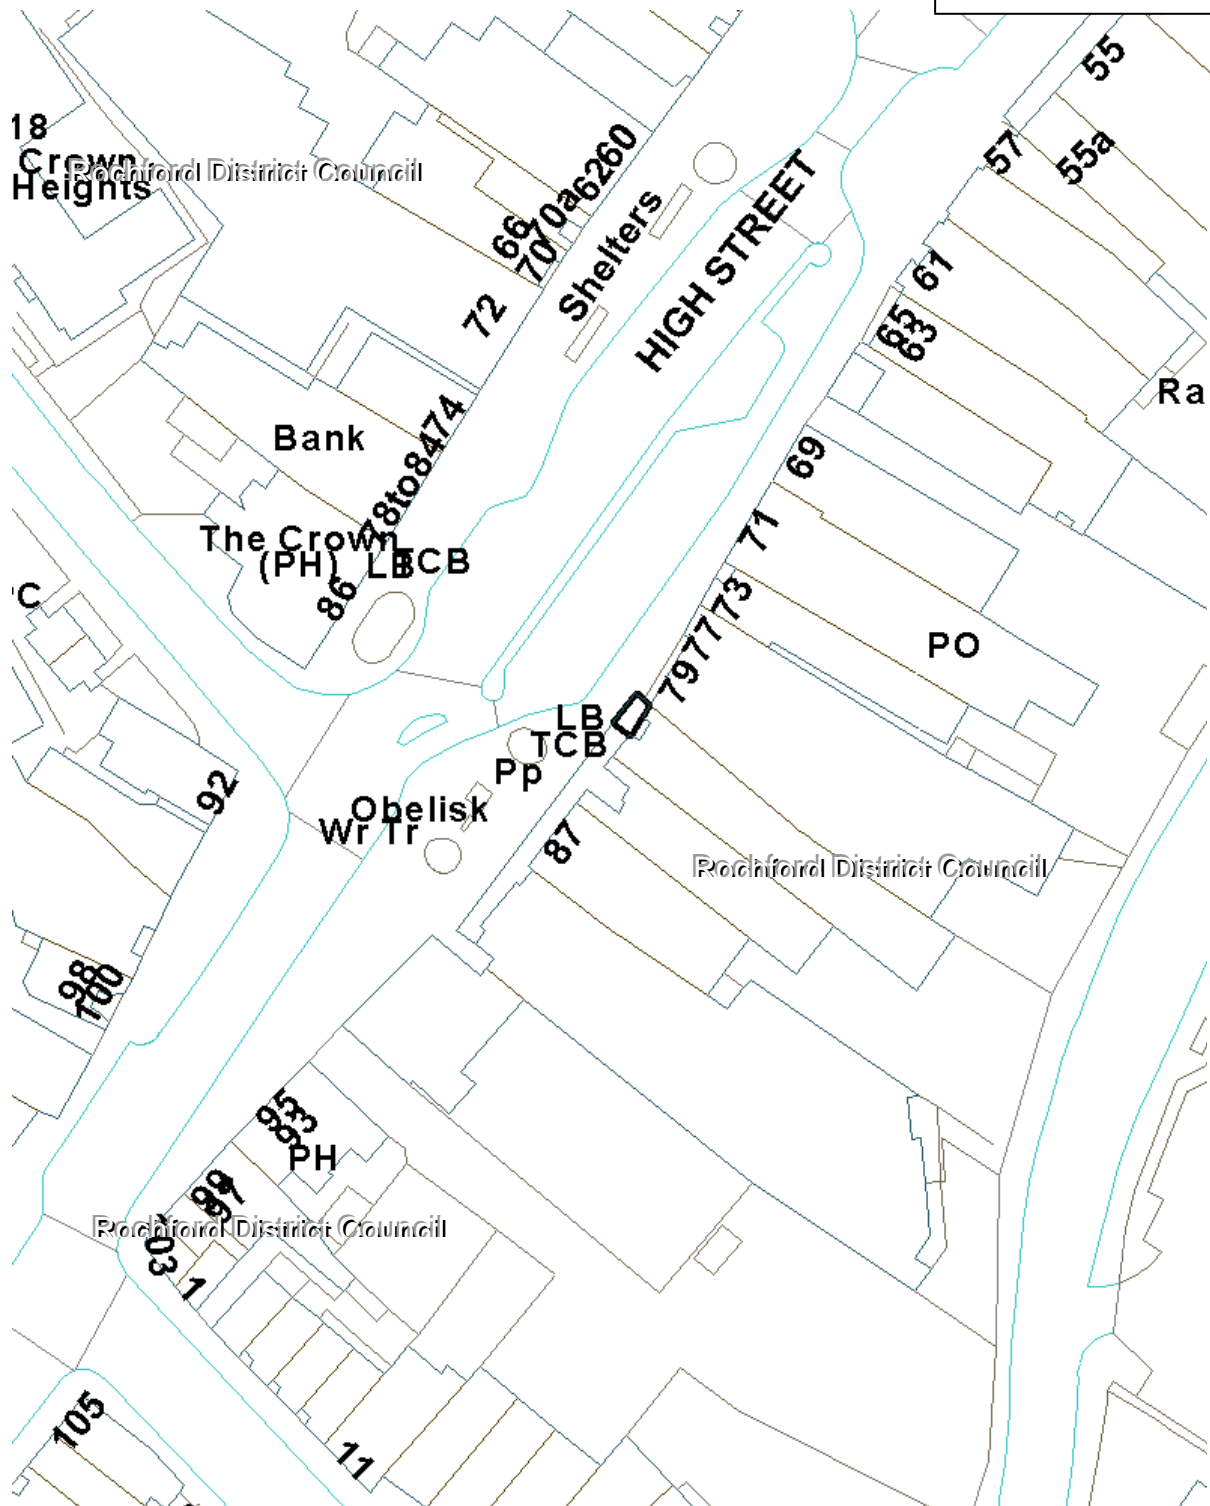 55
18
Crown
Heights
Rochford District Council
60
62
57
55a
70a
66
70
Shelters
HIGH STREET
61
72
65
63
Ra
74
78to84
Bank
69
The Crown
(PH)
LB
TCB
71
86
C
73
77
79
PO
LB
TCB
Pp
92
Obelisk
Wr Tr
87
Rochford District Council
98
100
95
93
PH
99
97
Rochford District Council
103
1
105
11